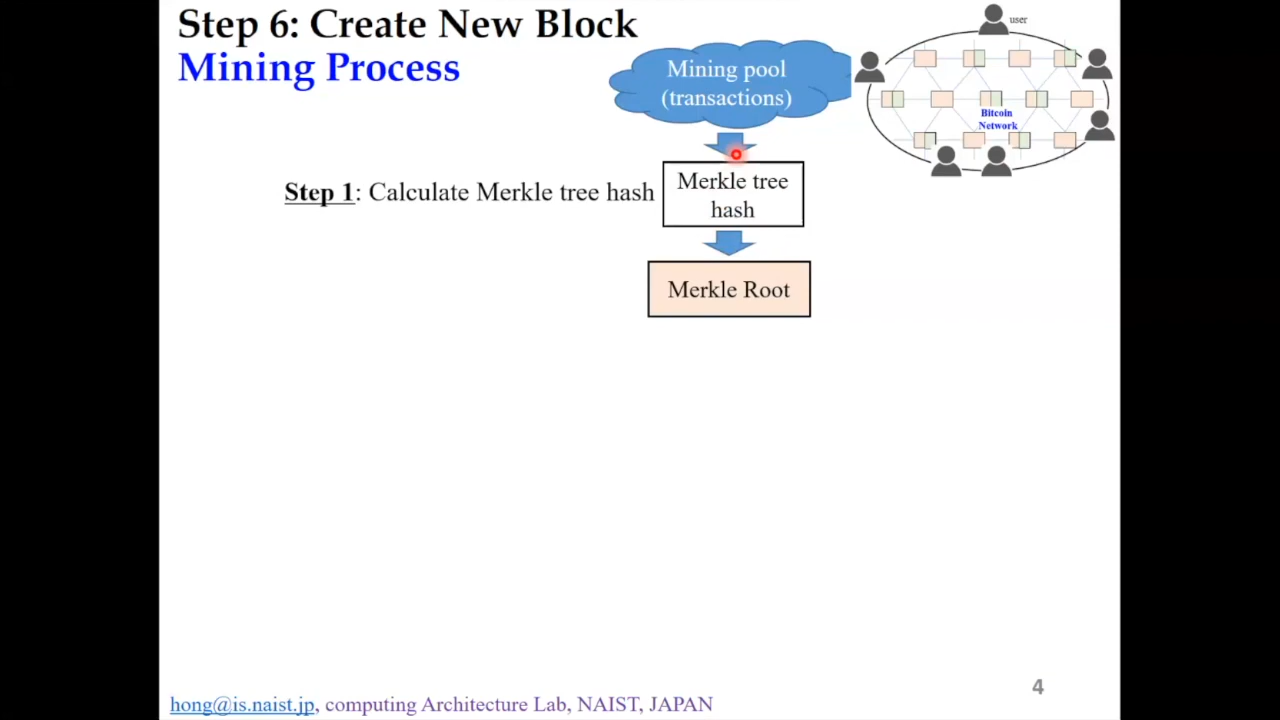 Step 6: Create New Block
Mining Process
Mining pool
(transactions)
user
Bitcoin
Network
Step 1: Calculate Merkle tree hash
Merkle tree
hash
Merkle Root
hong@is.naist.jp, computing Architecture Lab, NAIST, JAPAN
4